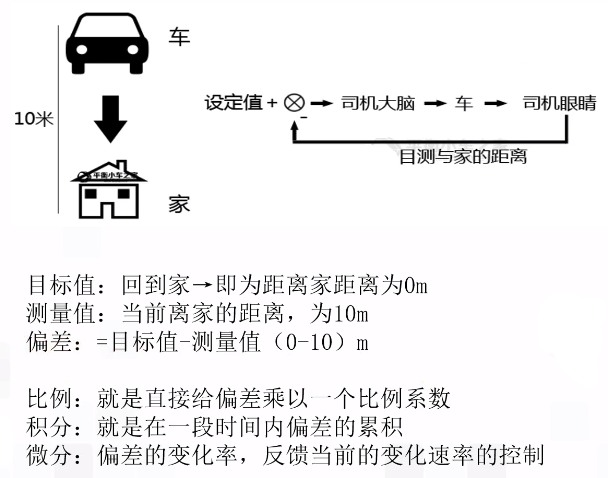 车
设定值+
司机大脑
车
司机眼睛
-
10米
目测与家的距离
平衡小车之家
家
目标值：回到家→即为距离家距离为0m
测量值：当前离家的距离，为10m
偏差：=目标值-测量值（0-10）m
比例：就是直接给偏差乘以一个比例系数
积分：就是在一段时间内偏差的累积
微分：偏差的变化率，反馈当前的变化速率的控制